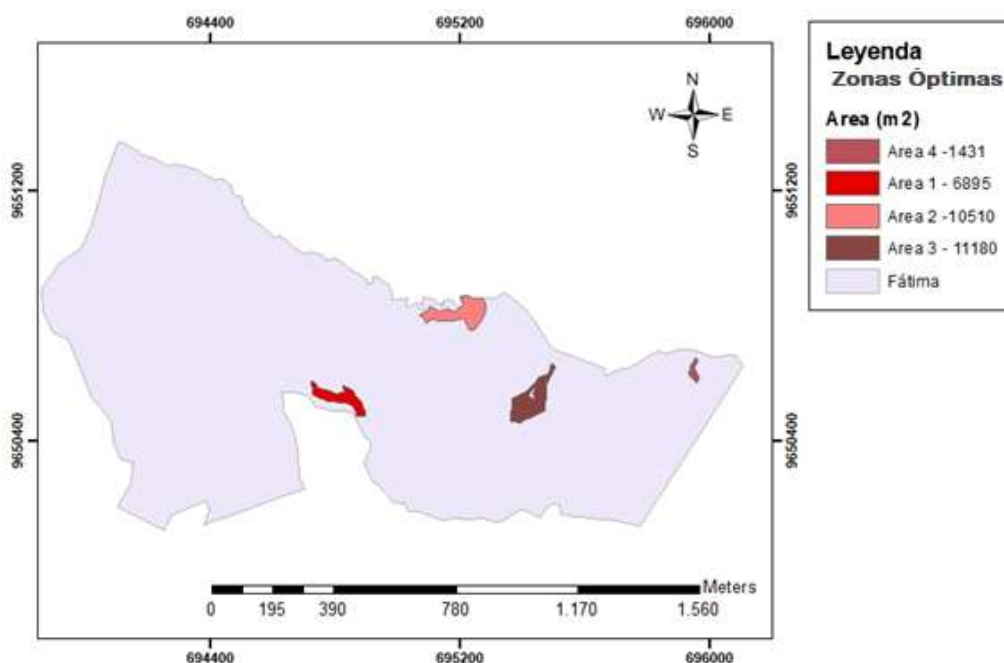 694400 695200 696000
Leyenda
Zonas Óptimas
Area (m2)
Area 4 -1431
Area 1 - 6895
Area 2 -10510
Area 3 - 11180
Fátima
N
W E
S
9651200 9651200
9650400 9650400
Meters
0 195 390 780 1.170 1.560
694400 695200 696000